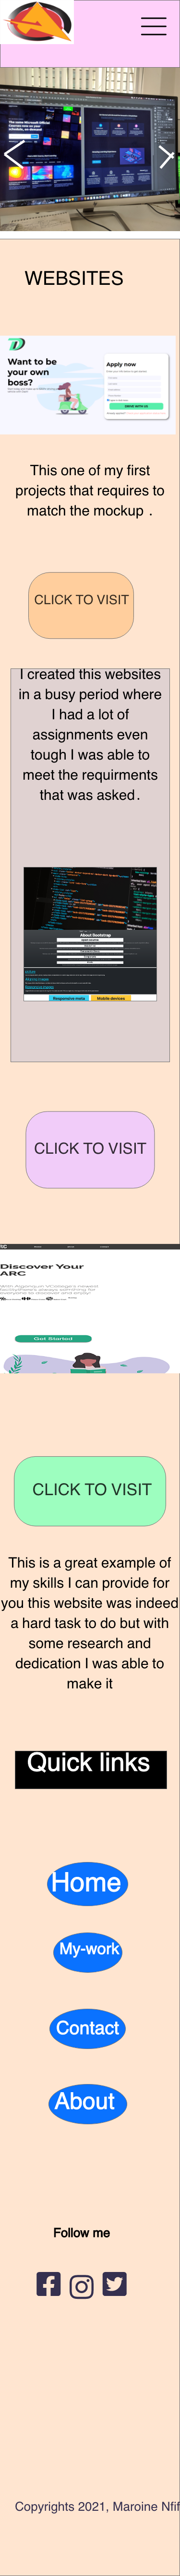 WEBSITES
Want to be
your own
boss?
Apply now
This one of my first
projects that requires to
match the mockup .
CLICK TO VISIT
I created this websites
in a busy period where
I had a lot of
assignments even
tough I was able to
meet the requirments
that was asked.
About Bootstrap
Responsive meta
Mobile devices
CLICK TO VISIT
Discover Your
ARC
Get Started
CLICK TO VISIT
This is a great example of
my skills I can provide for
you this website was indeed
a hard task to do but with
some research and
dedication I was able to
make it
Quick links
Home
My-work
Contact
About
Follow me
Copyrights 2021, Maroine Nfif